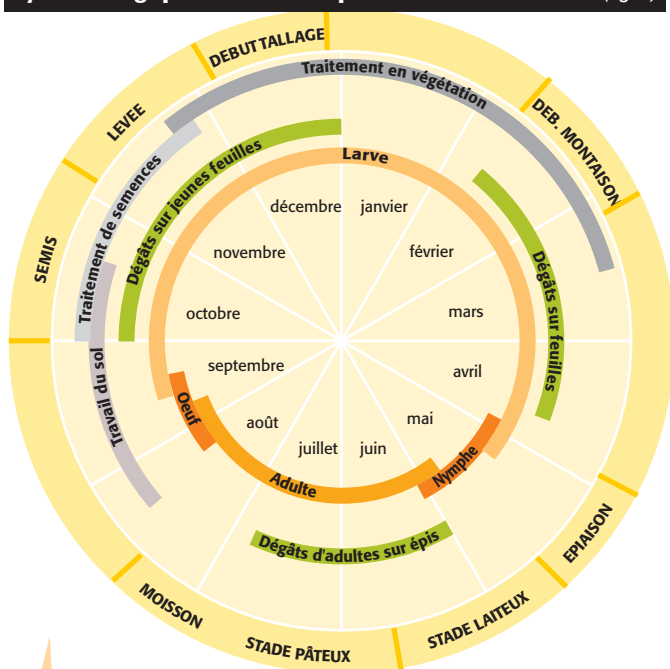 DEBUT TALLAGE
LEVEE
SEMIS
DEB. MONTAISON
EPIAISON
STADE LAITEUX
STADE PÂTEUX
MOISSON
Traitement en végétation
Traitement de semences
Dégâts sur jeunes feuilles
Travail du sol
Dégâts sur feuilles
Dégâts d'adultes sur épis
Larve
Nymphe
Adulte
Oeuf
janvier
février
mars
avril
mai
juin
juillet
août
septembre
octobre
novembre
décembre